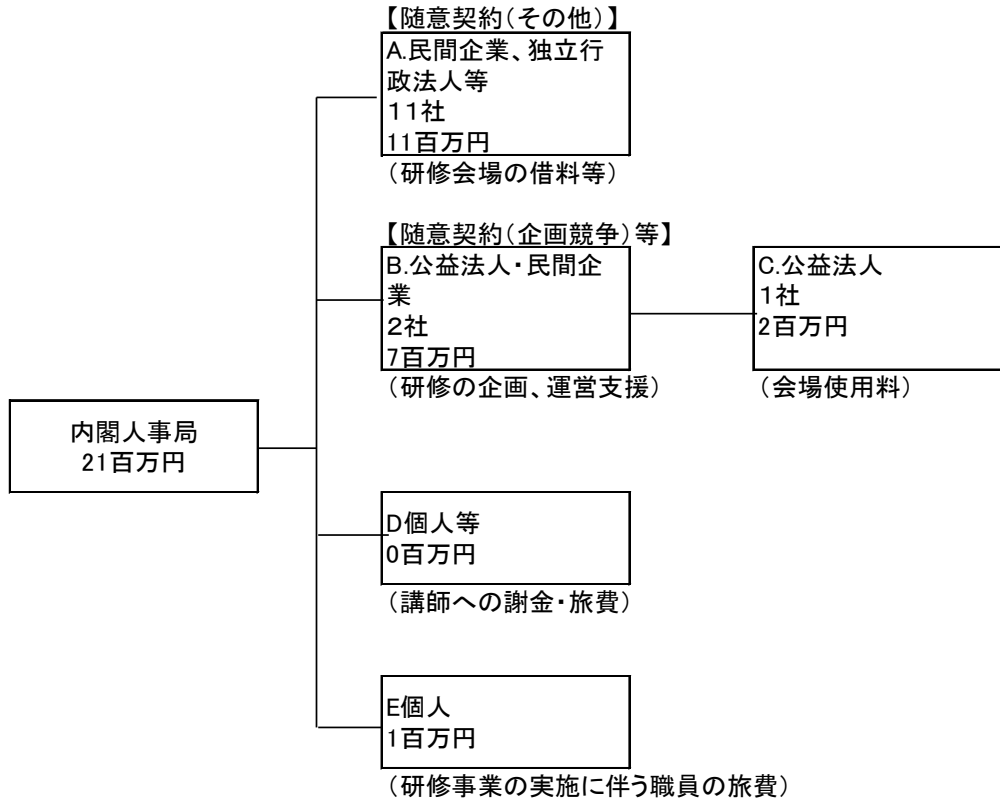 【随意契約(その他)】
A.民間企業、独立行
政法人等
１１社
11百万円
（研修会場の借料等）
【随意契約(企画競争)等】
B.公益法人・民間企
業
２社
7百万円
（研修の企画、運営支援）
C.公益法人
１社
2百万円
（会場使用料）
内閣人事局
21百万円
D個人等
0百万円
（講師への謝金・旅費）
E個人
1百万円
（研修事業の実施に伴う職員の旅費）